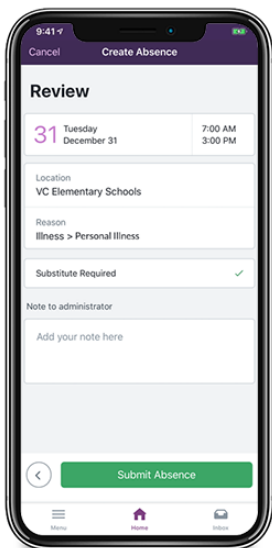 9:41
Cancel Create Absence
Review
31 Tuesday 7:00 AM
December 31 3:00 PM
Location
VC Elementary Schools
Reason
Illness > Personal Illness
Substitute Required
Note to administrator
Add your note here
Submit Absence
Menu Home Inbox